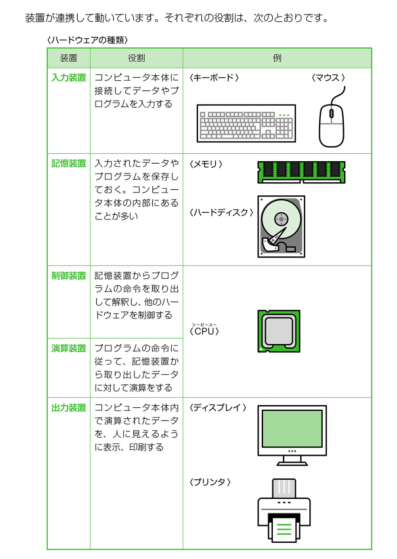 装置が連携して動いています。それぞれの役割は、次のとおりです。
〈ハードウェアの種類〉
装置 役割 例
入力装置
コンピュータ本体に
接続してデータやプ
ログラムを入力する
〈キーボード〉 〈マウス〉
記憶装置
入力されたデータや
プログラムを保存し
ておく。コンピュー
タ本体の内部にある
ことが多い
〈メモリ〉
〈ハードディスク〉
制御装置
記憶装置からプログ
ラムの命令を取り出
して解釈し、他のハー
ドウェアを制御する
シーピーユー
〈CPU〉
演算装置
プログラムの命令に
従って、記憶装置か
ら取り出したデータ
に対して演算をする
出力装置
コンピュータ本体内
で演算されたデータ
を、人に見えるよう
に表示、印刷する
〈ディスプレイ〉
〈プリンタ〉